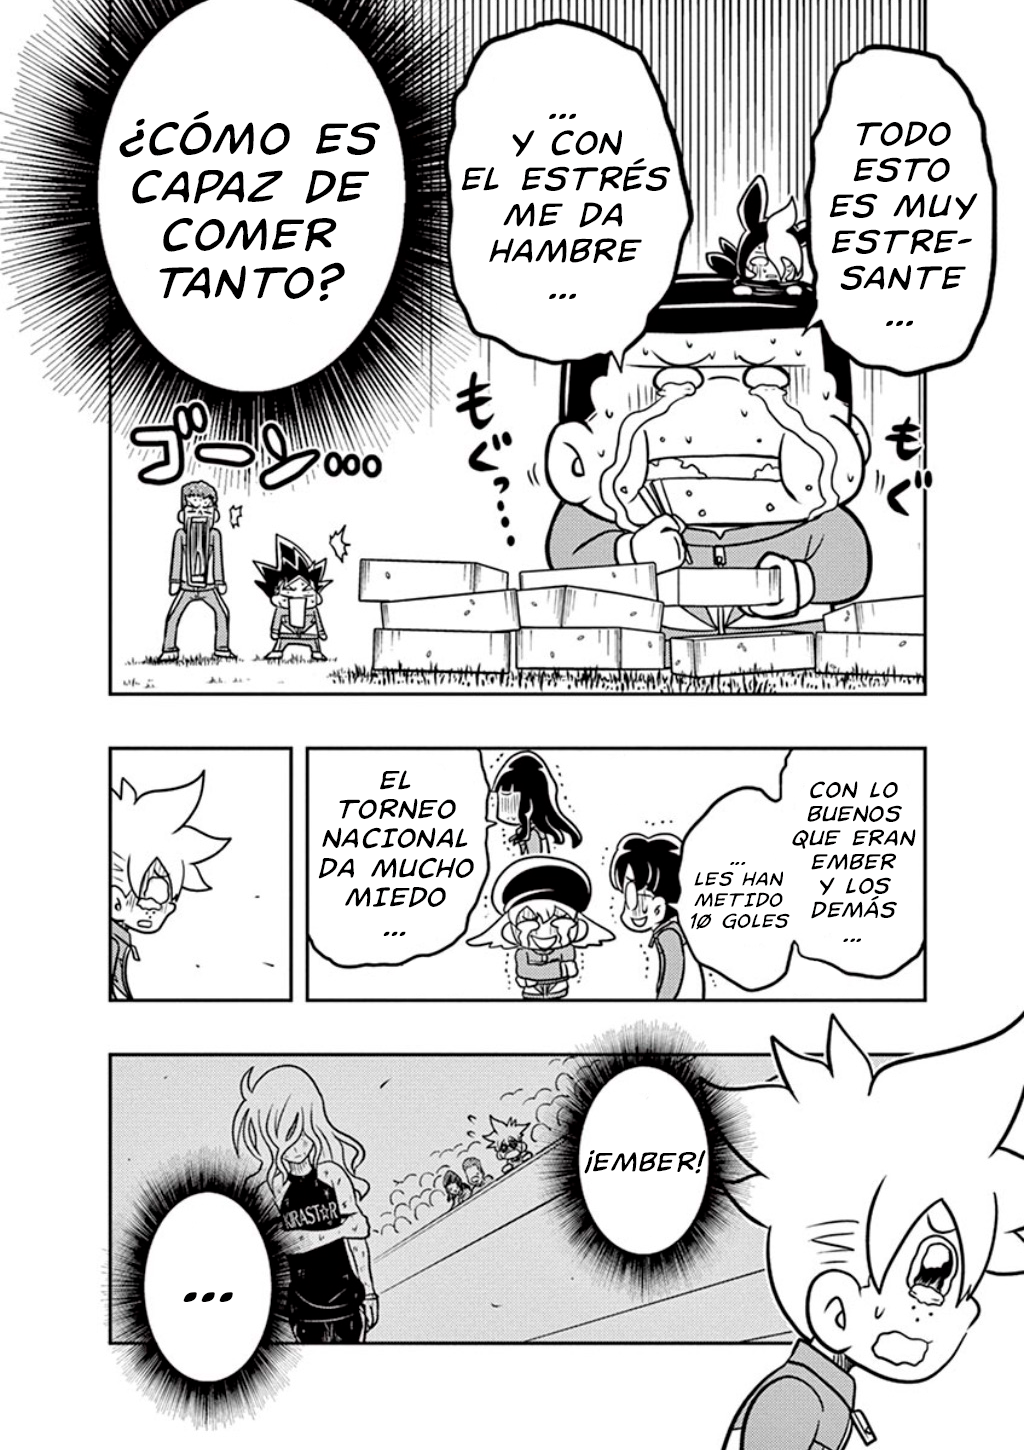 TODO
ESTO
ES MUY
ESTRE-
SANTE
...
...
Y CON
EL ESTRÉS
ME DA
HAMBRE
...
¿CÓMO ES
CAPAZ DE
COMER
TANTO?
もぐ
もぐっ...
ゴーン...
CON LO
BUENOS
QUE ERAN
EMBER
Y LOS
DEMÁS
...
...
LES HAN
METIDO
10 GOLES
EL
TORNEO
NACIONAL
DA MUCHO
MIEDO
...
¡EMBER!
KIRAST☆R
...